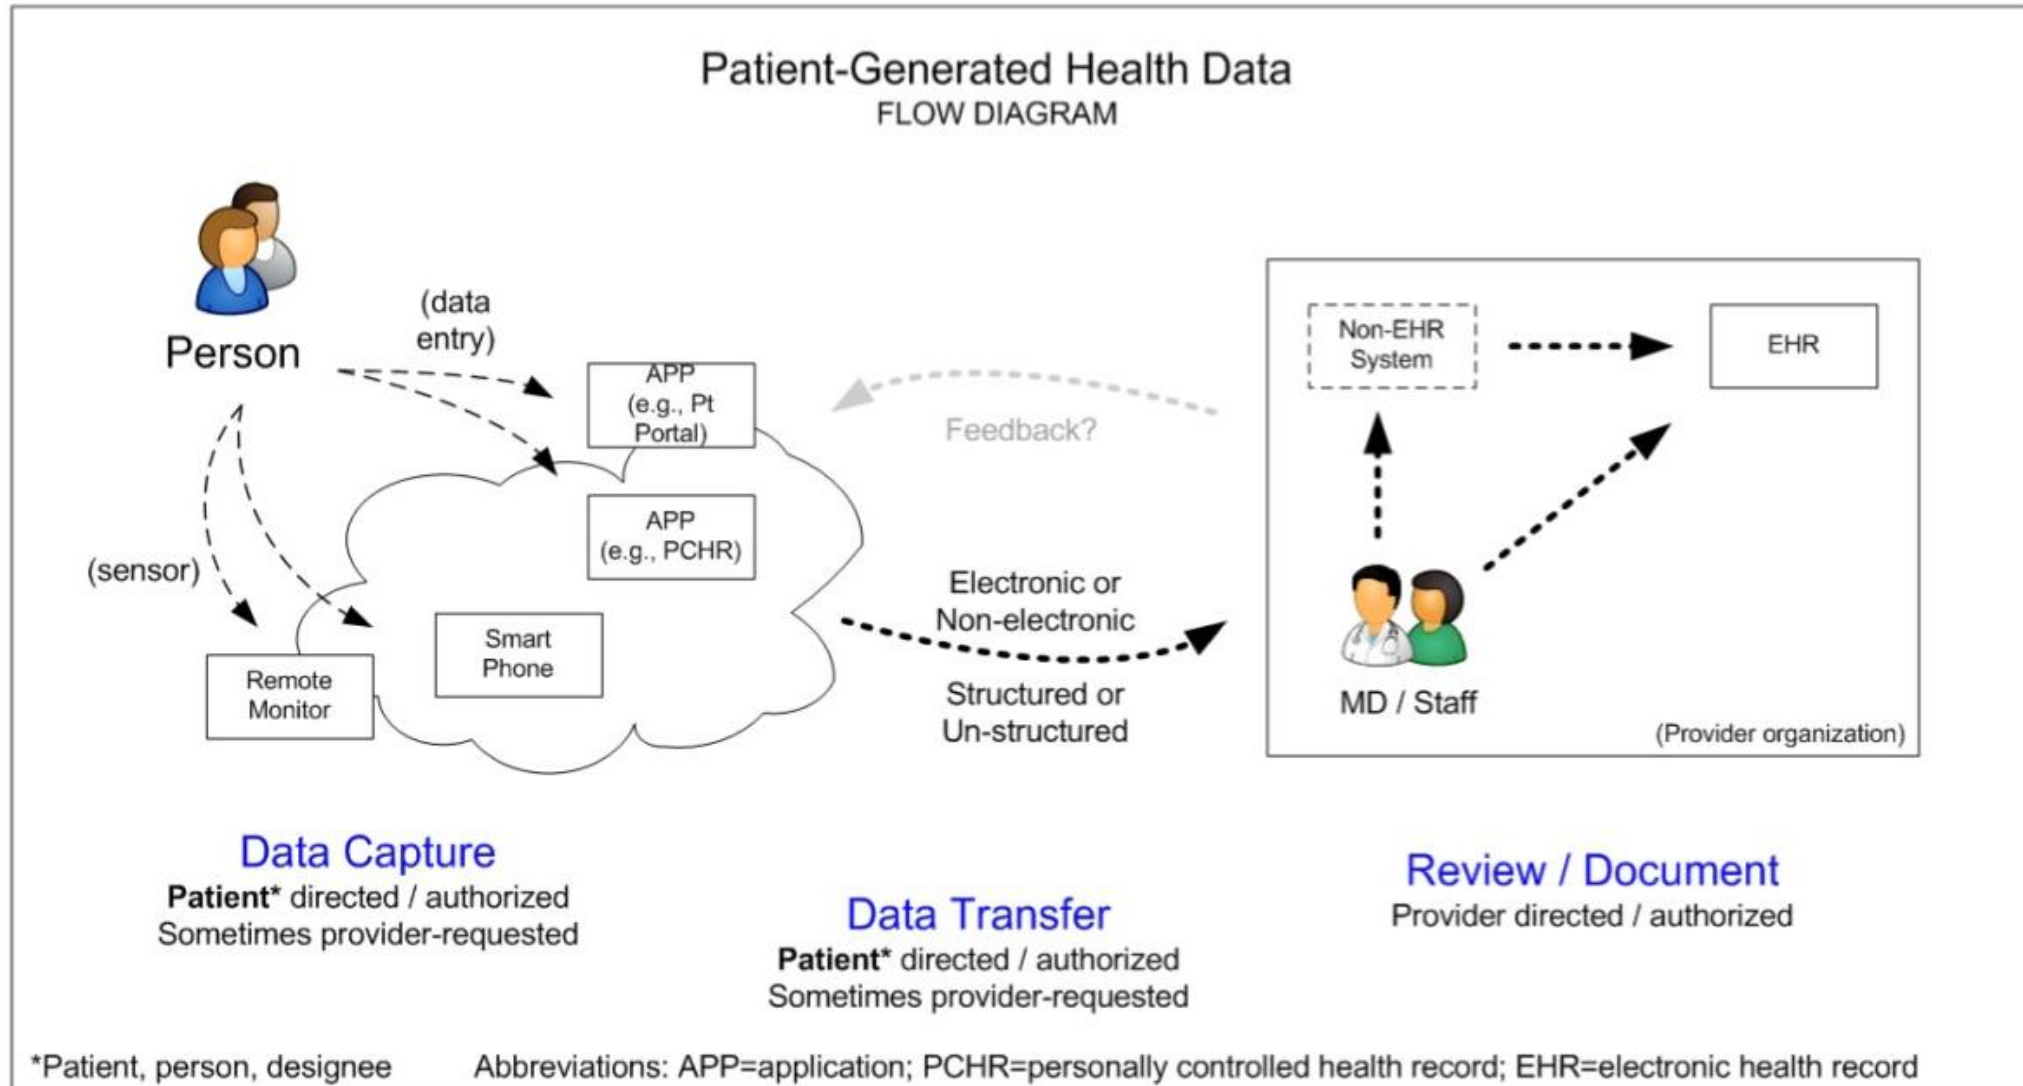 Patient-Generated Health Data
FLOW DIAGRAM
Person
(data
entry)
(sensor)
APP
(e.g., Pt
Portal)
APP
(e.g., PCHR)
Smart
Phone
Remote
Monitor
Feedback?
Electronic or
Non-electronic
Structured or
Un-structured
Non-EHR
System
EHR
MD / Staff
(Provider organization)
Data Capture
Patient* directed / authorized
Sometimes provider-requested
Data Transfer
Patient* directed / authorized
Sometimes provider-requested
Review / Document
Provider directed / authorized
*Patient, person, designee
Abbreviations: APP=application; PCHR=personally controlled health record; EHR=electronic health record